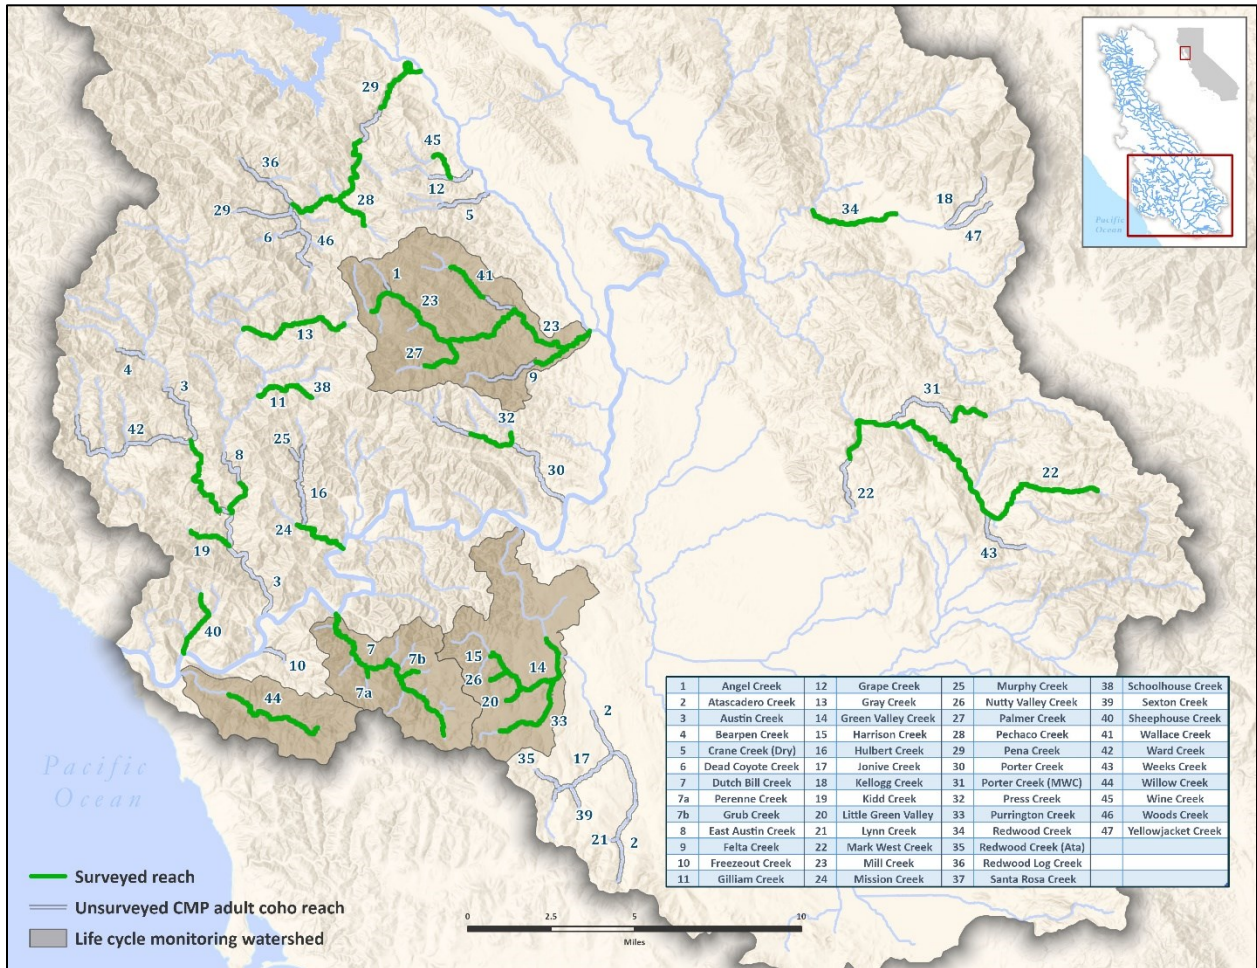 29
45
36
12
28
29
5
6
46
18
34
47
Pacific
Ocean
1
41
23
23
13
27
9
4
3
38
11
31
32
42
25
8
30
22
22
16
24
43
19
3
40
7
7b
15
14
10
26
7a
20
44
33
2
17
35
39
21
2
Pacific
Ocean
1 Angel Creek 12 Grape Creek 25 Murphy Creek 38 Schoolhouse Creek
2 Atascadero Creek 13 Gray Creek 26 Nutty Valley Creek 39 Sexton Creek
3 Austin Creek 14 Green Valley Creek 27 Palmer Creek 40 Sheephouse Creek
4 Bearpen Creek 15 Harrison Creek 28 Pechaco Creek 41 Wallace Creek
5 Crane Creek (Dry) 16 Hulbert Creek 29 Pena Creek 42 Ward Creek
6 Dead Coyote Creek 17 Jonive Creek 30 Porter Creek 43 Weeks Creek
7 Dutch Bill Creek 18 Kellogg Creek 31 Porter Creek (MWC) 44 Willow Creek
7a Perenne Creek 19 Kidd Creek 32 Press Creek 45 Wine Creek
7b Grub Creek 20 Little Green Valley 33 Purrington Creek 46 Woods Creek
8 East Austin Creek 21 Lynn Creek 34 Redwood Creek 47 Yellowjacket Creek
9 Felta Creek 22 Mark West Creek 35 Redwood Creek (Ata)
10 Freezeout Creek 23 Mill Creek 36 Redwood Log Creek
11 Gilliam Creek 24 Mission Creek 37 Santa Rosa Creek
Surveyed reach
Unsurveyed CMP adult coho reach
Life cycle monitoring watershed
0 2.5 5 10
Miles